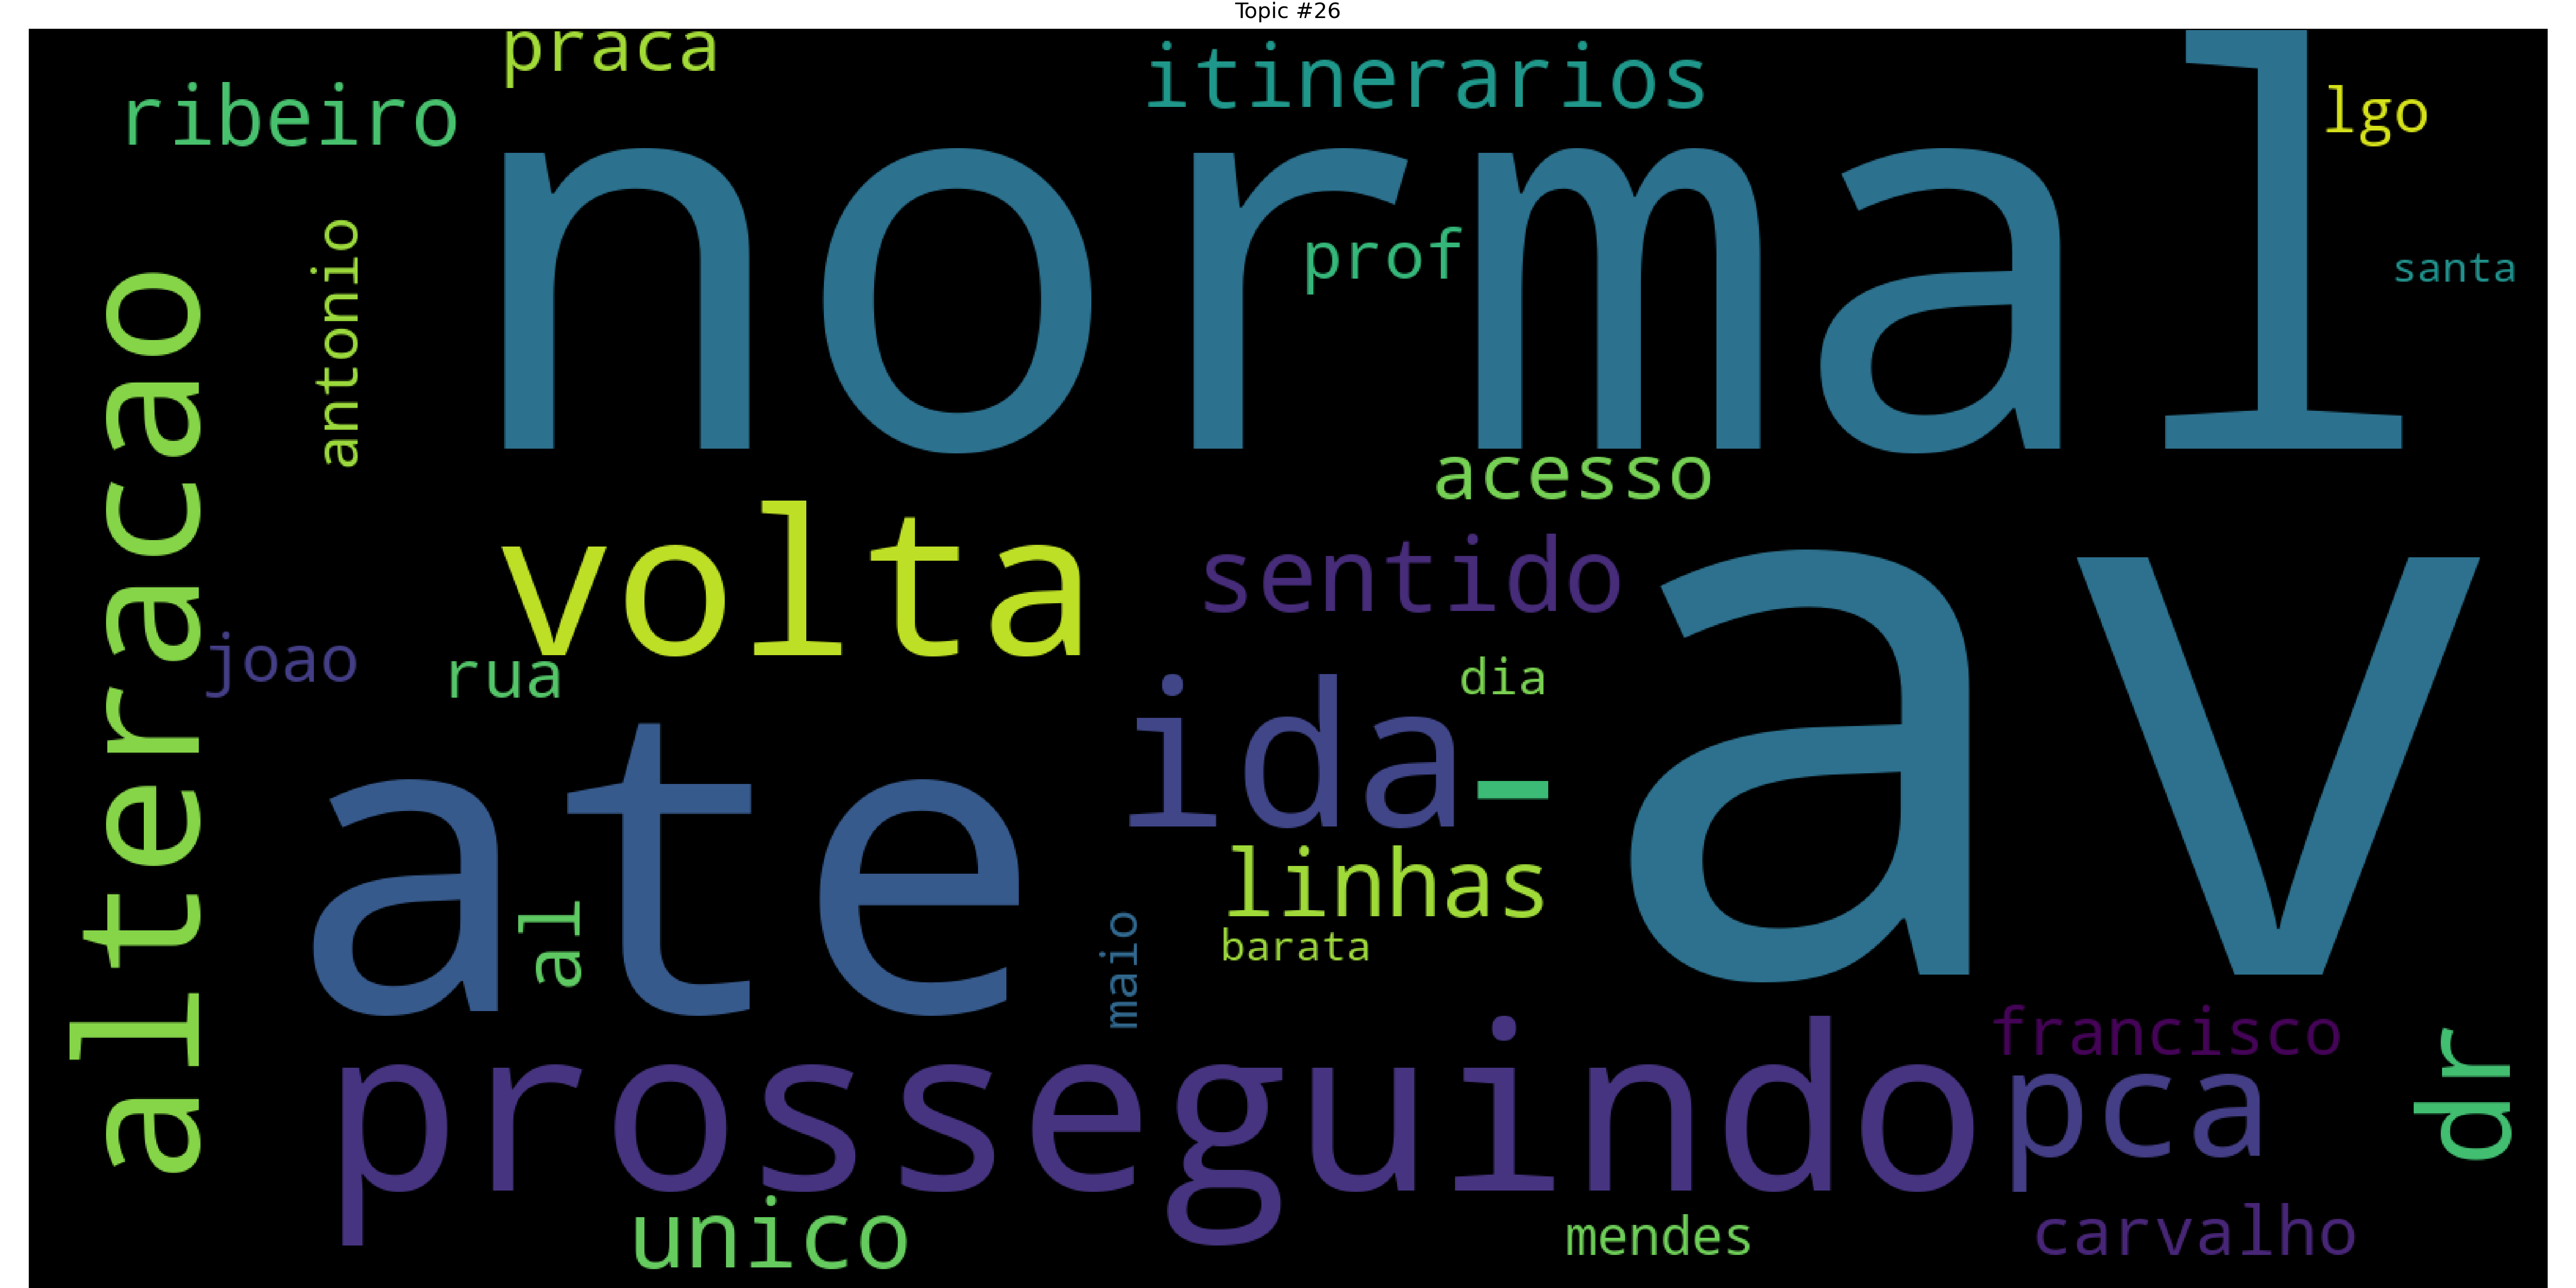 Topic #26
praca
itinerarios
ribeiro
lgo
normal
prof
santa
antonio
alteracao
acesso
volta
sentido
av
joao
rua
dia
ida
-
ate
linhas
al
barata
maio
prosseguindo
francisco
pca
dr
unico
mendes
carvalho